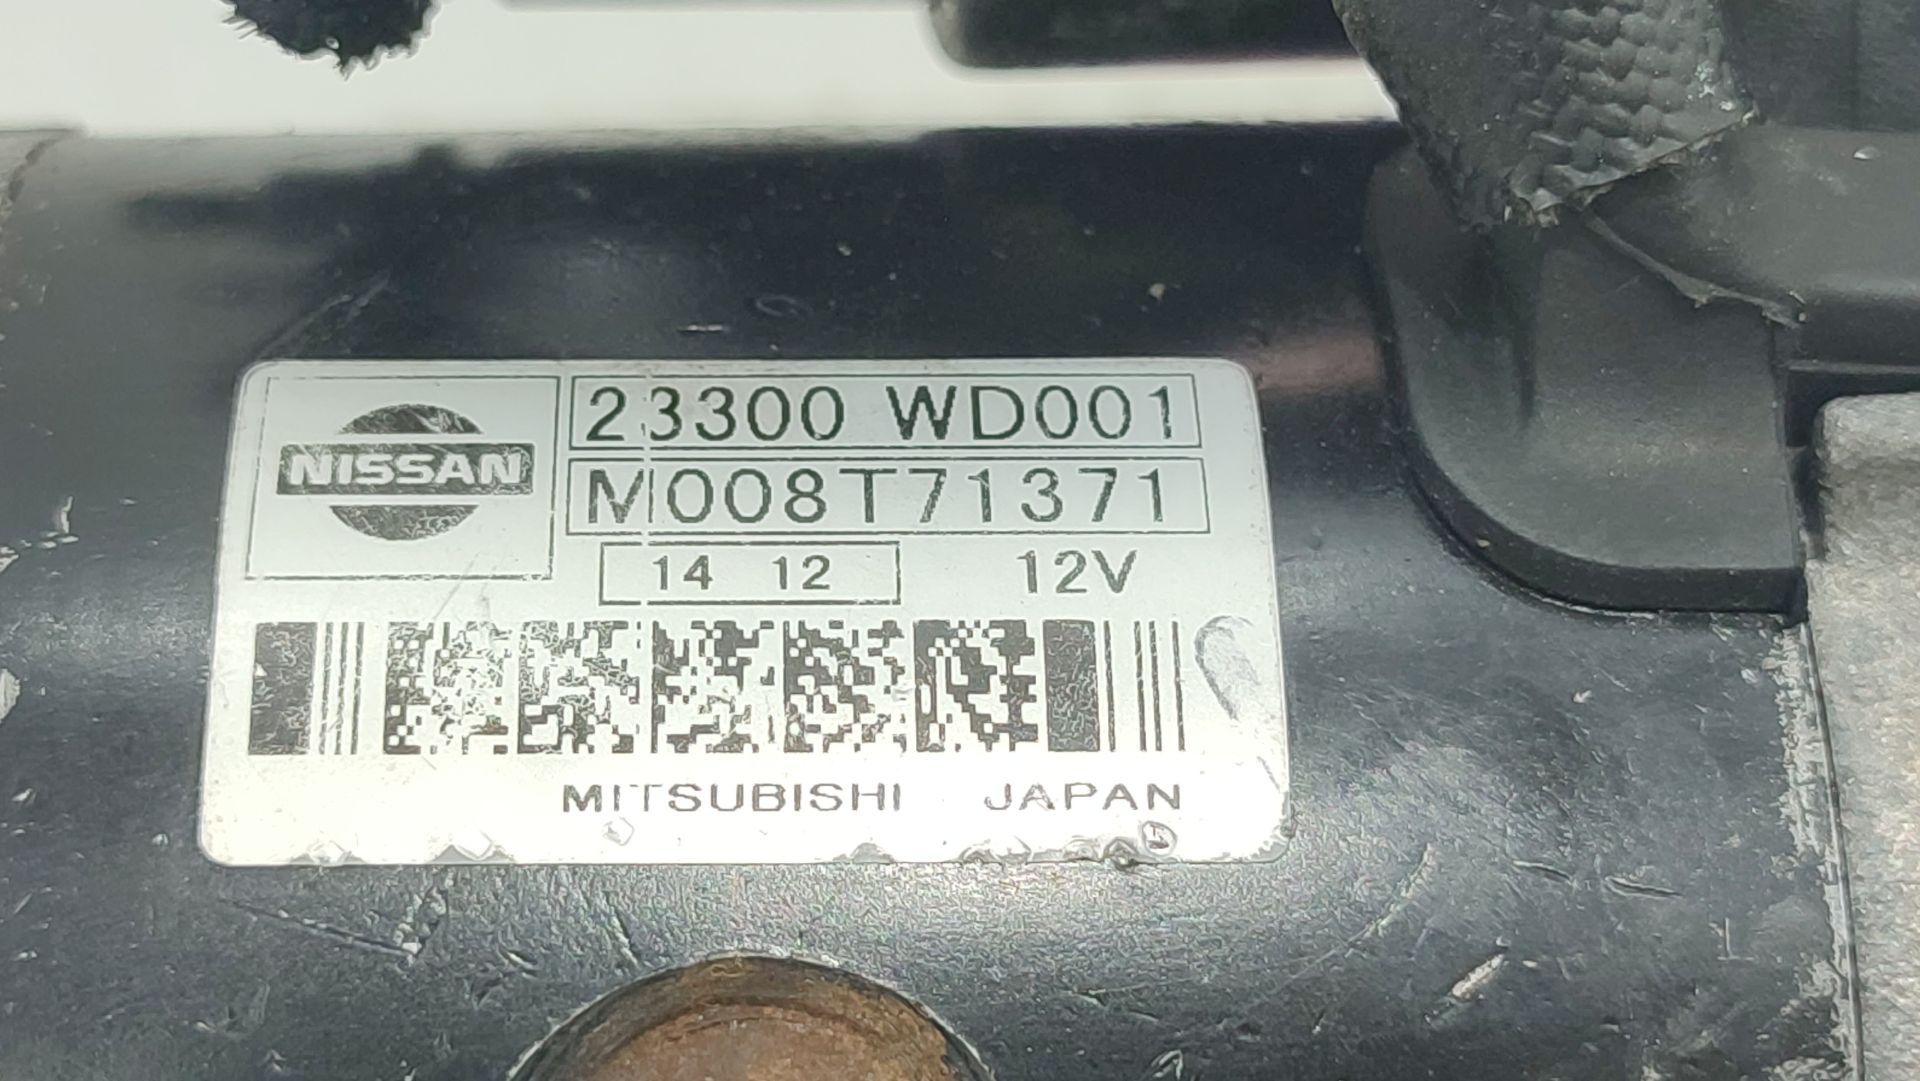 NISSAN
23300 WD001
M008T71371
14 12 12V
MITSUBISHI JAPAN